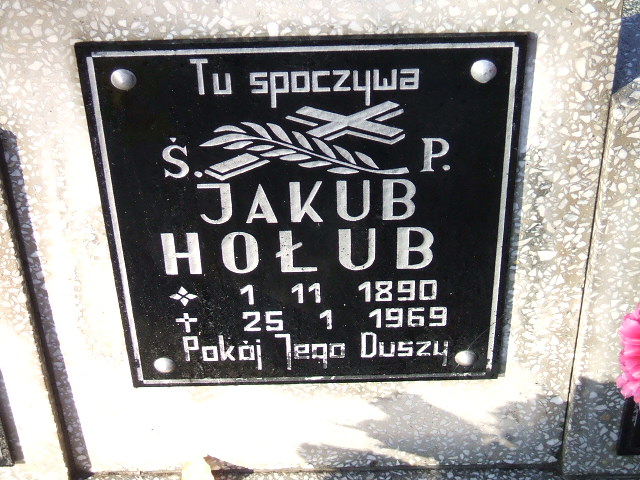 Tu spoczywa
Ś. P.
JAKUB
HOŁUB
1 11 1890
25 1 1969
Pokój Jego Duszy